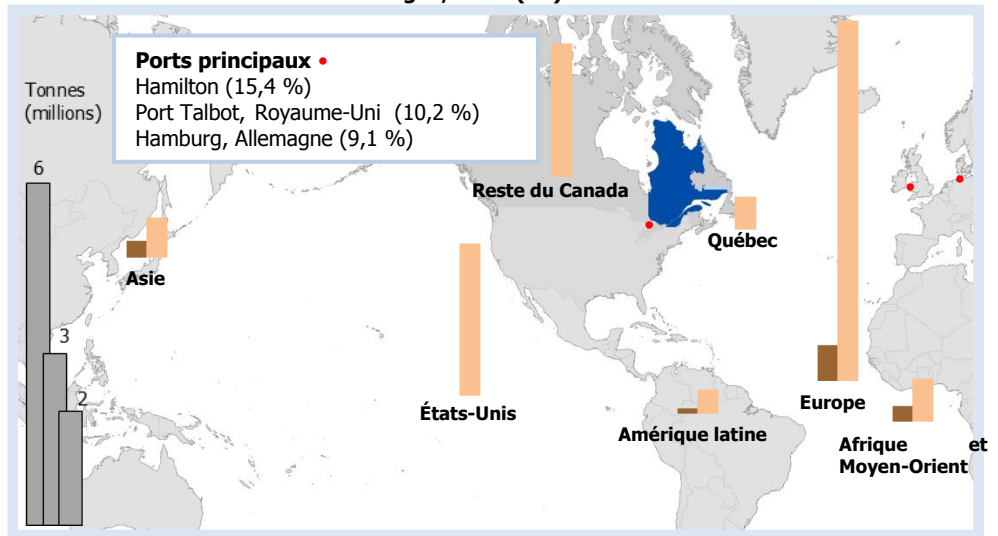 Ports principaux
Hamilton (15,4 %)
Port Talbot, Royaume-Uni (10,2 %)
Hamburg, Allemagne (9,1 %)
Tonnes
(millions)
6
3
2
Reste du Canada
Québec
Asie
États-Unis
Amérique latine
Europe
Afrique et
Moyen-Orient